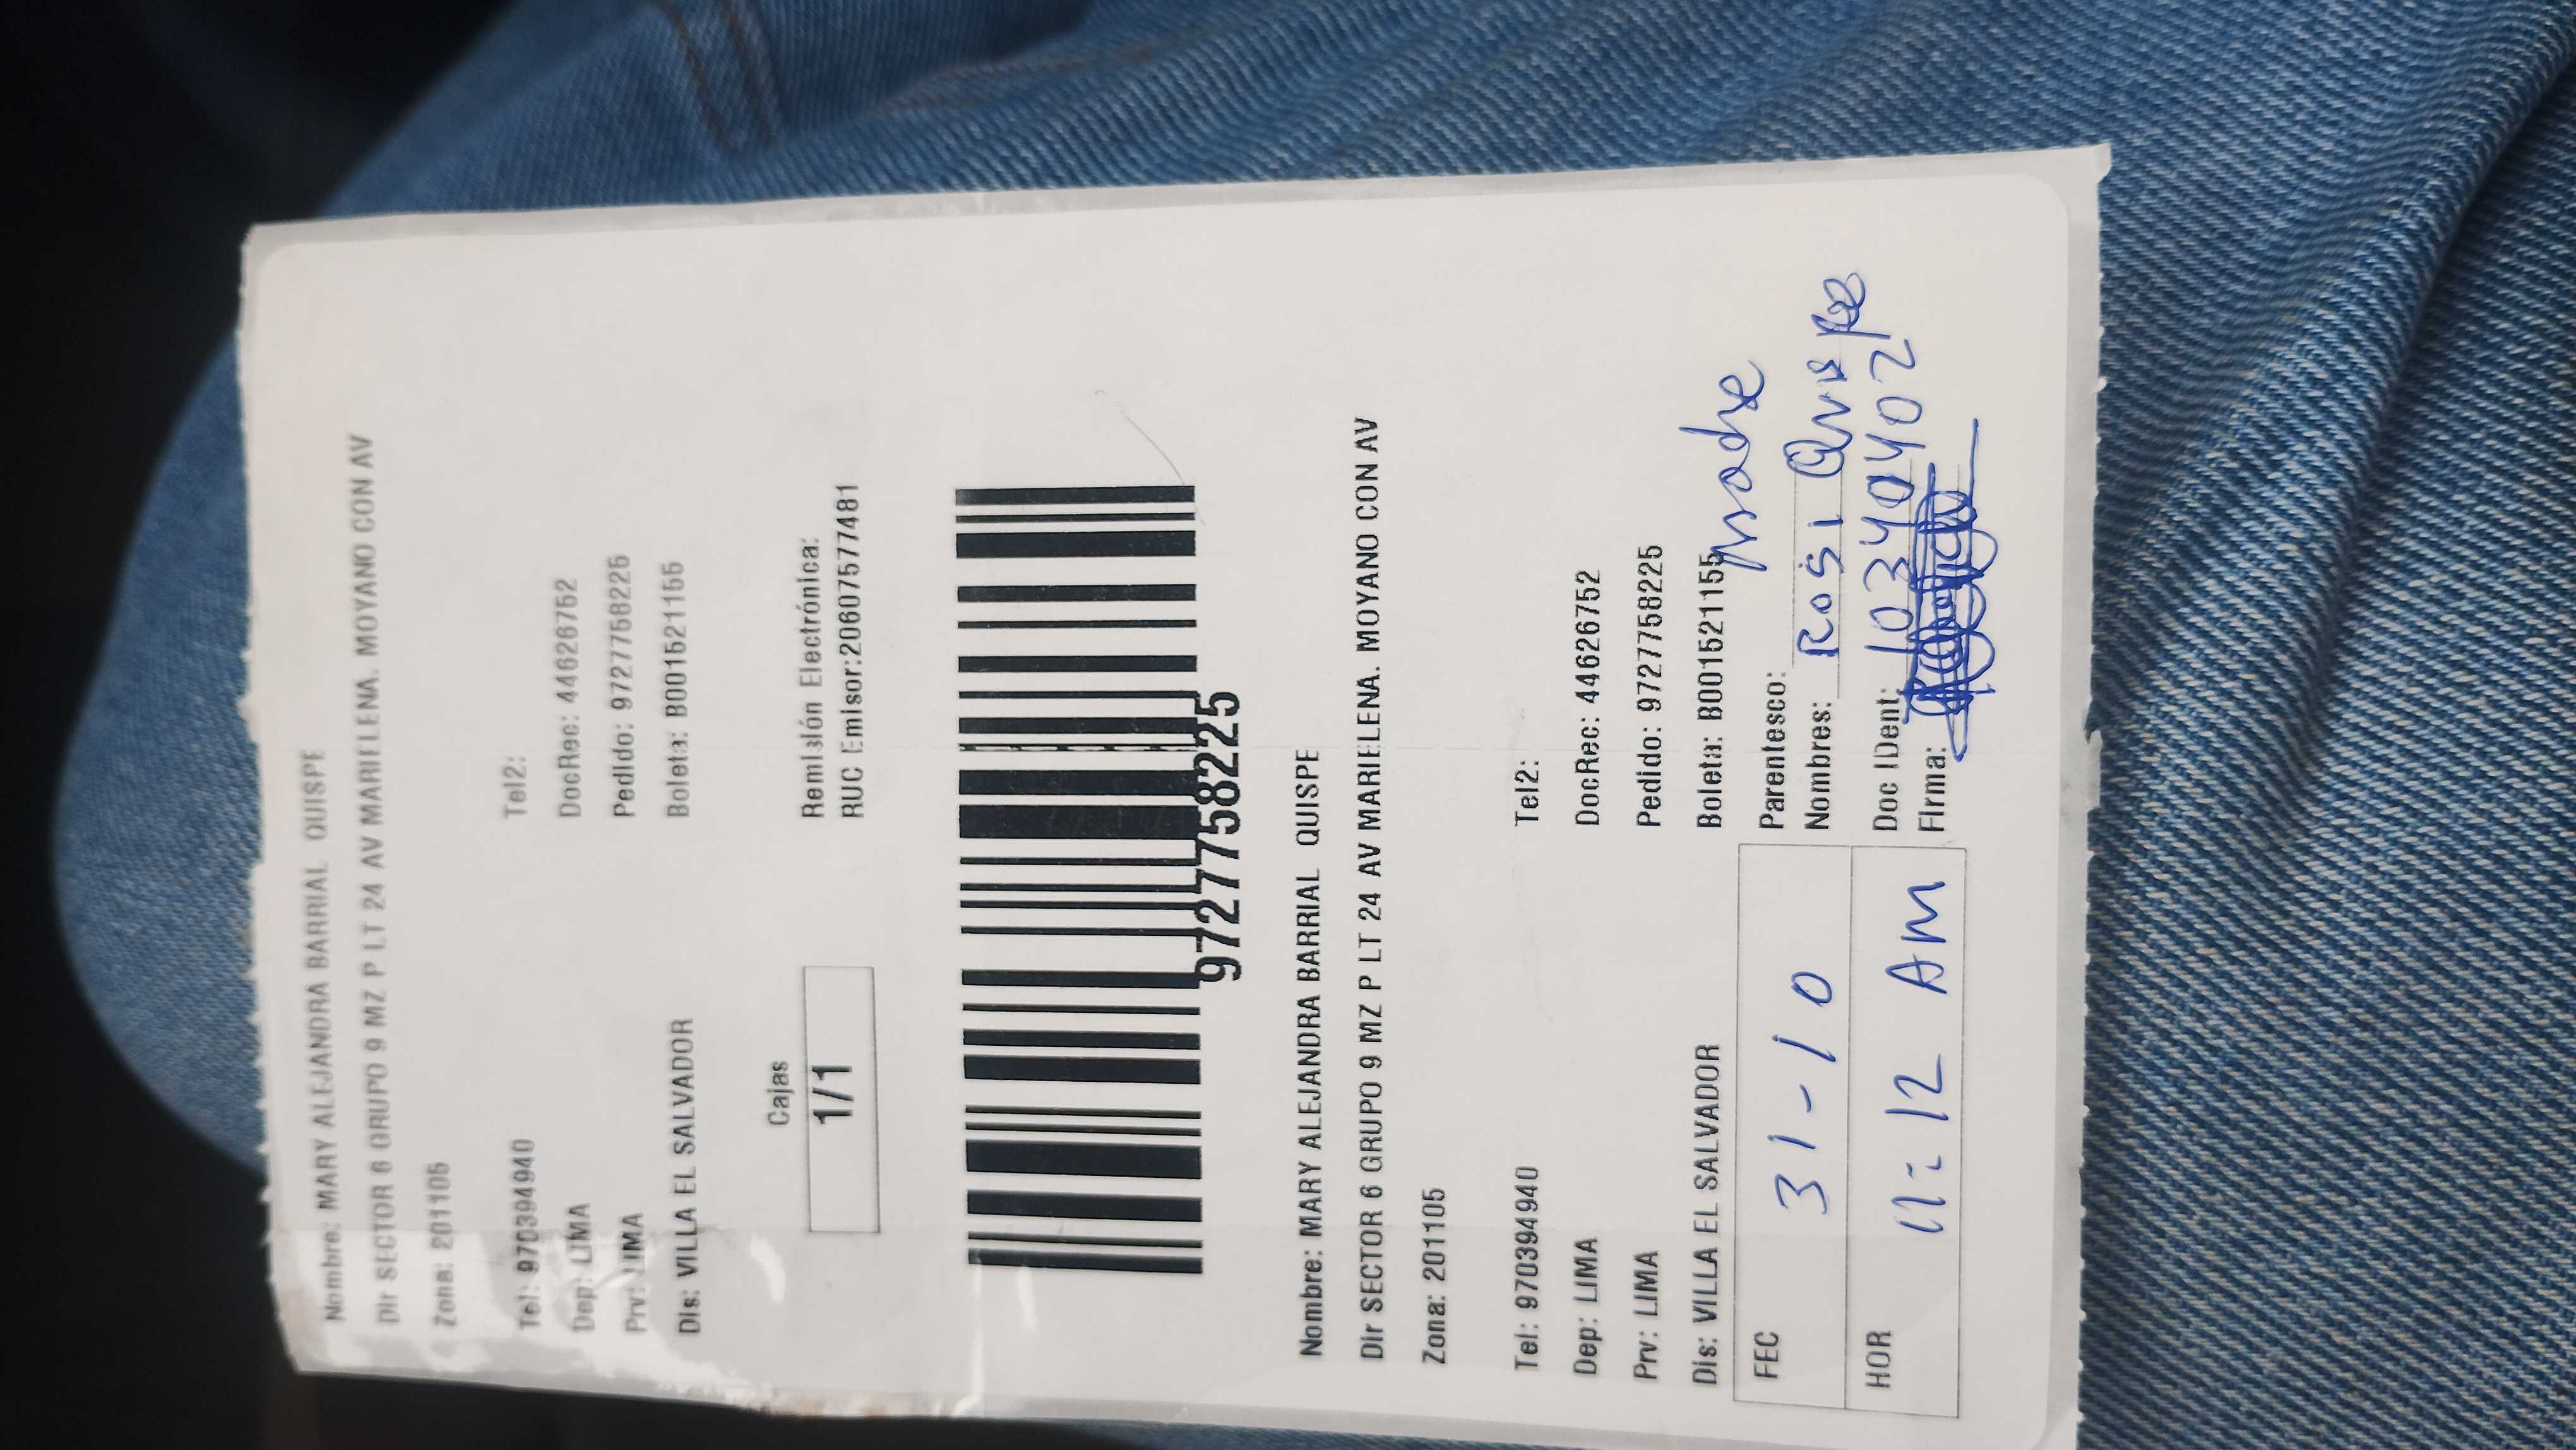 Nombre: MARY ALEJANDRA BARRIAL QUISPE
Dir SECTOR 6 GRUPO 9 MZ P LT 24 AV MARIELENA. MOYANO CON AV
Zona: 201105
Tel: 970394940 Tel2:
Dep: LIMA DocRec: 44626752
Prv: LIMA Pedido: 9727758225
Dis: VILLA EL SALVADOR Boleta: B001521155
Cajas Remisión Electrónica:
1/1 RUC Emisor:20607577481
9727758225
Nombre: MARY ALEJANDRA BARRIAL QUISPE
Dir SECTOR 6 GRUPO 9 MZ P LT 24 AV MARIELENA. MOYANO CON AV
Zona: 201105
Tel: 970394940 Tel2:
Dep: LIMA DocRec: 44626752
Prv: LIMA Pedido: 9727758225
Dis: VILLA EL SALVADOR Boleta: B001521155
FEC 31-10 Parentesco: madre
Nombres: Rosi Quispe
HOR 11:12 AM Doc IDent: 10340402
Firma: